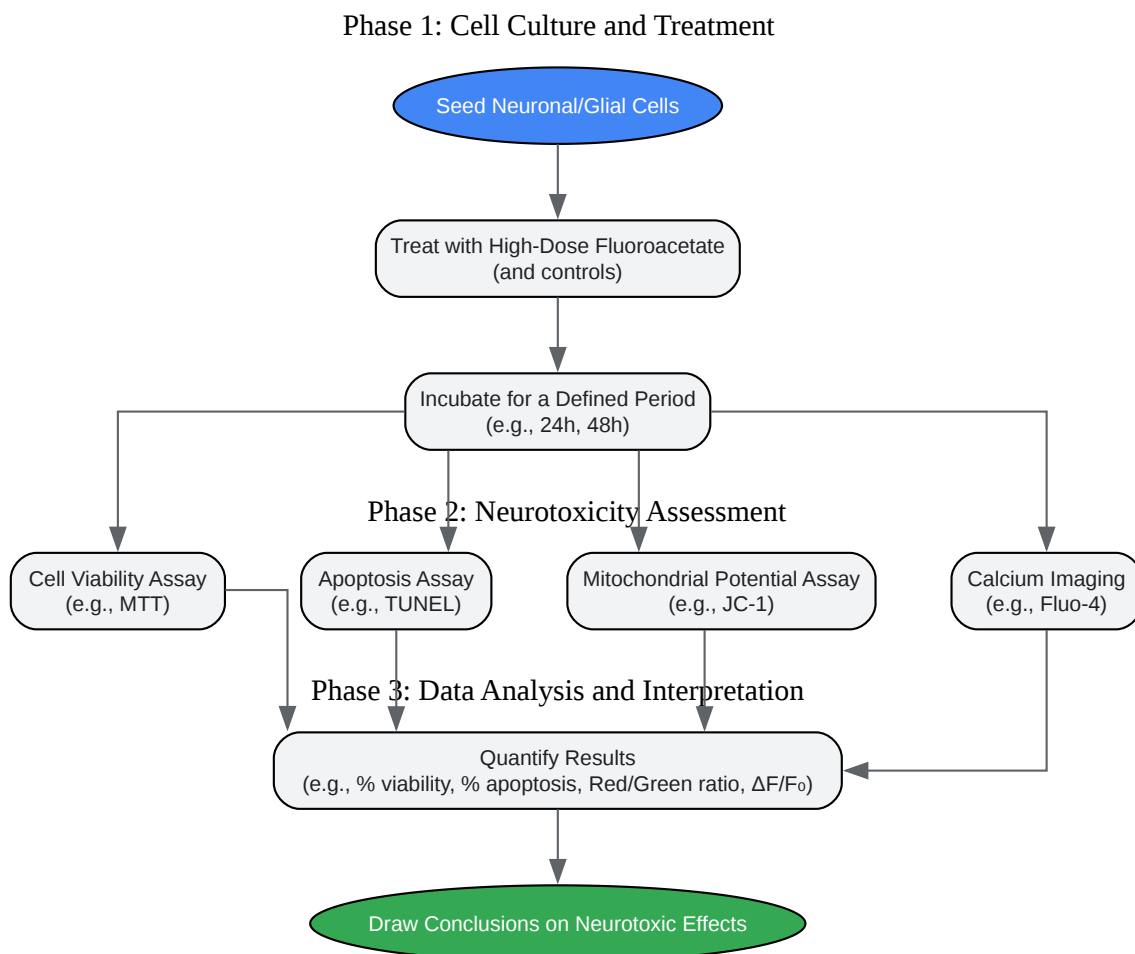 Phase 1: Cell Culture and Treatment
Seed Neuronal/Glial Cells
Treat with High-Dose Fluoroacetate
(and controls)
Incubate for a Defined Period
(e.g., 24h, 48h)
Phase 2: Neurotoxicity Assessment
Cell Viability Assay
(e.g., MTT)
Apoptosis Assay
(e.g., TUNEL)
Mitochondrial Potential Assay
(e.g., JC-1)
Calcium Imaging
(e.g., Fluo-4)
Phase 3: Data Analysis and Interpretation
Quantify Results
(e.g., % viability, % apoptosis, Red/Green ratio, ΔF/F₀)
Draw Conclusions on Neurotoxic Effects